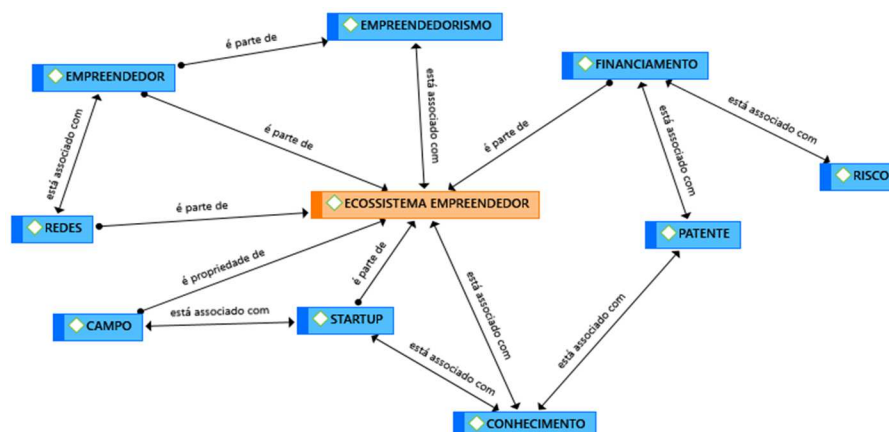 EMPREENDEDORISMO
é parte de
EMPREENDEDOR
FINANCIAMENTO
está associado com
está associado com
é parte de
está associado com
é parte de
está associado com
RISCO
ECOSSISTEMA EMPREENDEDOR
é parte de
REDES
PATENTE
é propriedade de
é parte de
está associado com
está associado com
CAMPO
STARTUP
está associado com
está associado com
CONHECIMENTO